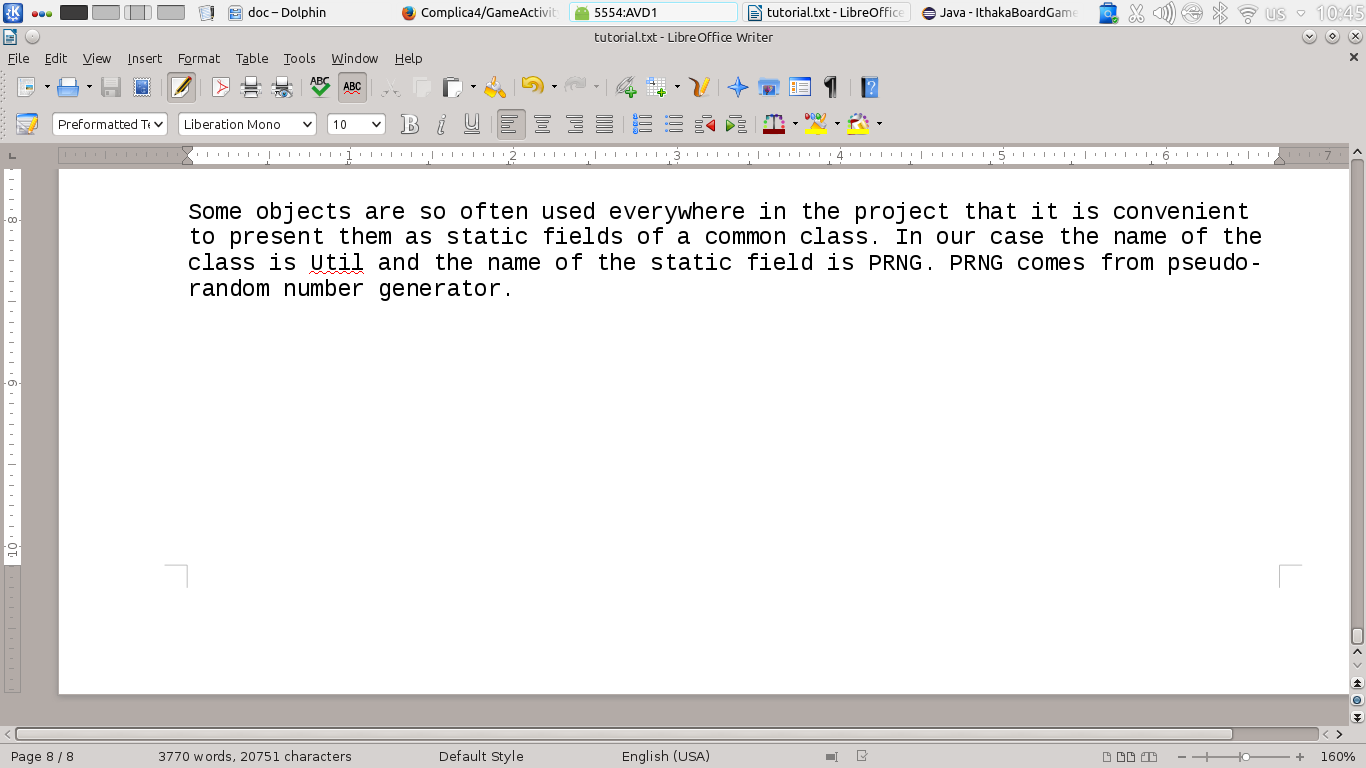 doc – Dolphin
Complica4/GameActivit
5554:AVD1
tutorial.txt - LibreOffice
Java - IthakaBoardGame
us
10:45
tutorial.txt - LibreOffice Writer
File Edit View Insert Format Table Tools Window Help
ABC ABC
Preformatted Te Liberation Mono 10
1 2 3 4 5 6 7
8
9
10
Some objects are so often used everywhere in the project that it is convenient
to present them as static fields of a common class. In our case the name of the
class is Util and the name of the static field is PRNG. PRNG comes from pseudo-
random number generator.
Page 8 / 8 3770 words, 20751 characters Default Style English (USA) 160%